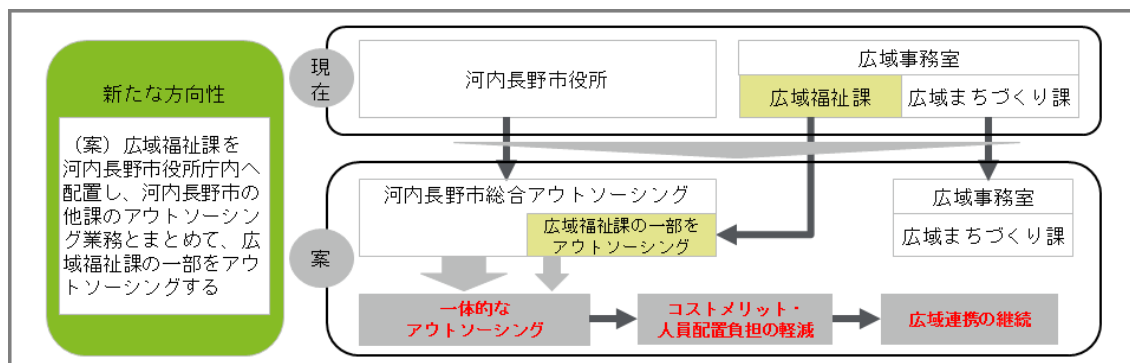 新たな方向性
（案）広域福祉課を
河内長野市役所庁内へ
配置し、河内長野市の
他課のアウトソーシン
グ業務とまとめて、広
域福祉課の一部をアウ
トソーシングする
現
在
河内長野市役所
広域事務室
広域福祉課
広域まちづくり課
案
河内長野市総合アウトソーシング
広域福祉課の一部を
アウトソーシング
広域事務室
広域まちづくり課
一体的な
アウトソーシング
コストメリット・
人員配置負担の軽減
広域連携の継続